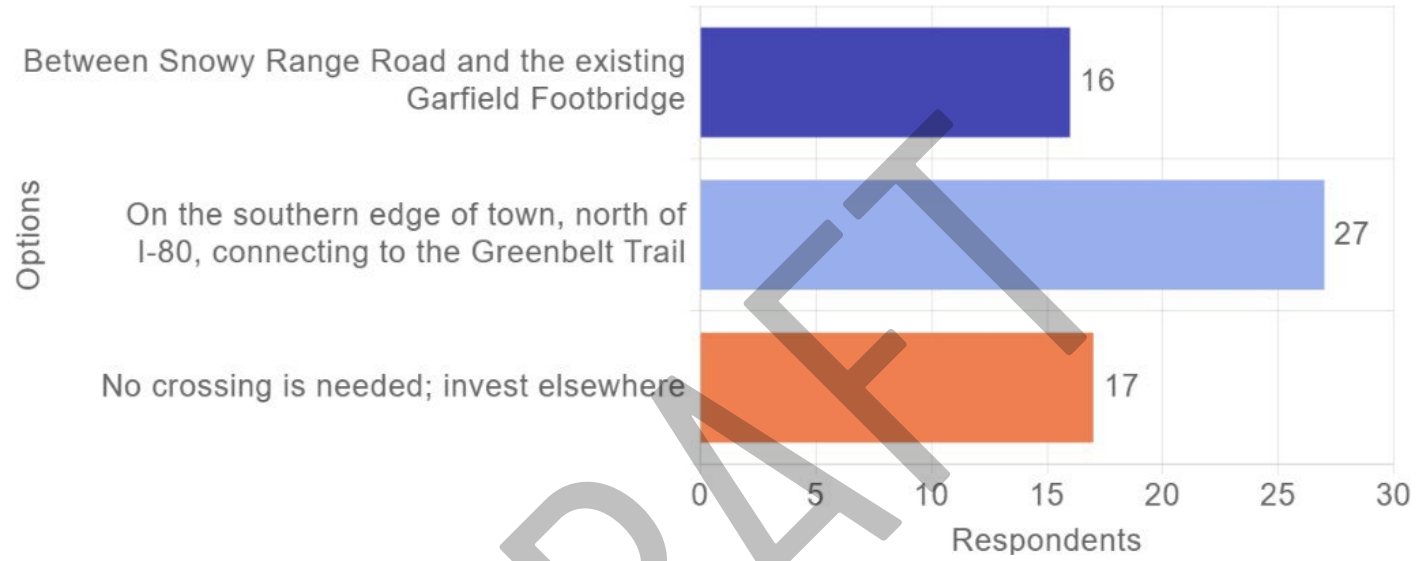 Between Snowy Range Road and the existing
Garfield Footbridge
16
On the southern edge of town, north of
I-80, connecting to the Greenbelt Trail
27
No crossing is needed; invest elsewhere
17
Options
0 5 10 15 20 25 30
Respondents
DRAFT